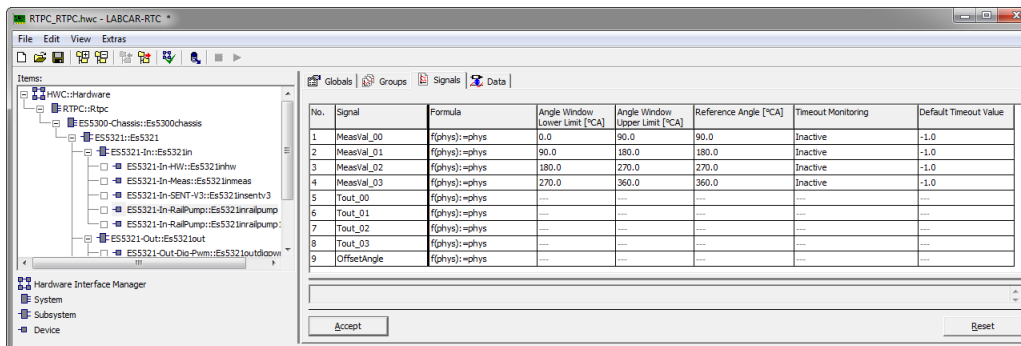 RTPC_RTPC.hwc - LABCAR-RTC *
File Edit View Extras
Items:
HWC::Hardware
RTPC::Rtpc
ES5300-Chassis::Es5300chassis
ES5321::Es5321
ES5321-In::Es5321in
ES5321-In-HW::Es5321inhw
ES5321-In-Meas::Es5321inmeas
ES5321-In-SENT-V3::Es5321insentv3
ES5321-In-RailPump::Es5321inrailpump
ES5321-In-RailPump::Es5321inrailpump1
ES5321-Out::Es5321out
ES5321-Out-Dig-Pwm::Es5321outdigpwm
Hardware Interface Manager
System
Subsystem
Device
Globals Groups Signals Data
No. Signal Formula Angle Window Lower Limit [°CA] Angle Window Upper Limit [°CA] Reference Angle [°CA] Timeout Monitoring Default Timeout Value
1 MeasVal_00 f(phys):=phys 0.0 90.0 90.0 Inactive -1.0
2 MeasVal_01 f(phys):=phys 90.0 180.0 180.0 Inactive -1.0
3 MeasVal_02 f(phys):=phys 180.0 270.0 270.0 Inactive -1.0
4 MeasVal_03 f(phys):=phys 270.0 360.0 360.0 Inactive -1.0
5 Tout_00 f(phys):=phys --- --- --- --- ---
6 Tout_01 f(phys):=phys --- --- --- --- ---
7 Tout_02 f(phys):=phys --- --- --- --- ---
8 Tout_03 f(phys):=phys --- --- --- --- ---
9 OffsetAngle f(phys):=phys --- --- --- --- ---
Accept Reset